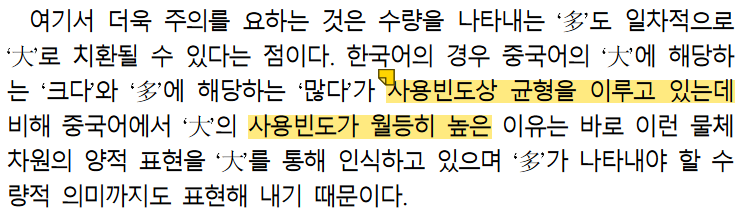 여기서 더욱 주의를 요하는 것은 수량을 나타내는 ‘多’도 일차적으로
‘大’로 치환될 수 있다는 점이다. 한국어의 경우 중국어의 ‘大’에 해당하
는 ‘크다’와 ‘多’에 해당하는 ‘많다’가 사용빈도상 균형을 이루고 있는데
비해 중국어에서 ‘大’의 사용빈도가 월등히 높은 이유는 바로 이런 물체
차원의 양적 표현을 ‘大’를 통해 인식하고 있으며 ‘多’가 나타내야 할 수
량적 의미까지도 표현해 내기 때문이다.